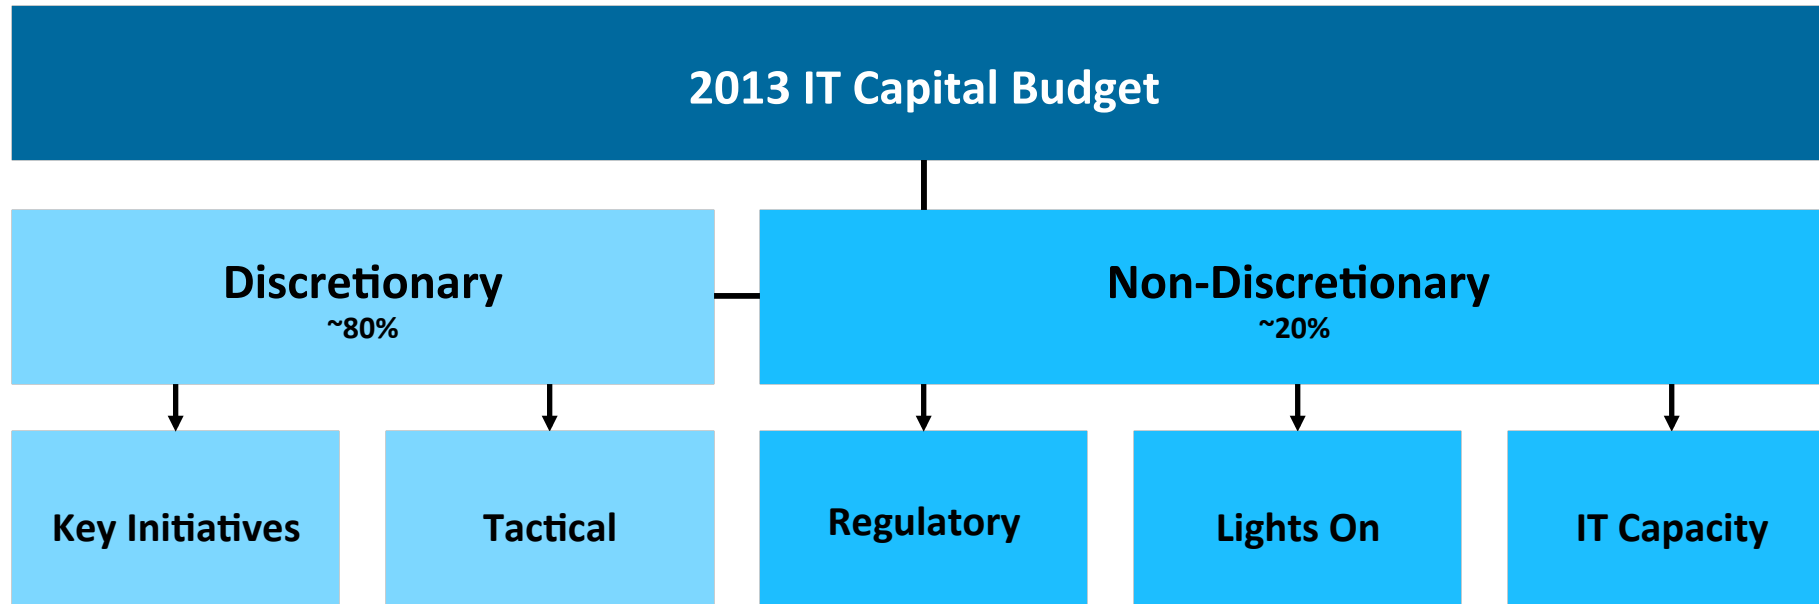 2013 IT Capital Budget
Discretionary
~80%
Non-Discretionary
~20%
Key Initiatives
Tactical
Regulatory
Lights On
IT Capacity